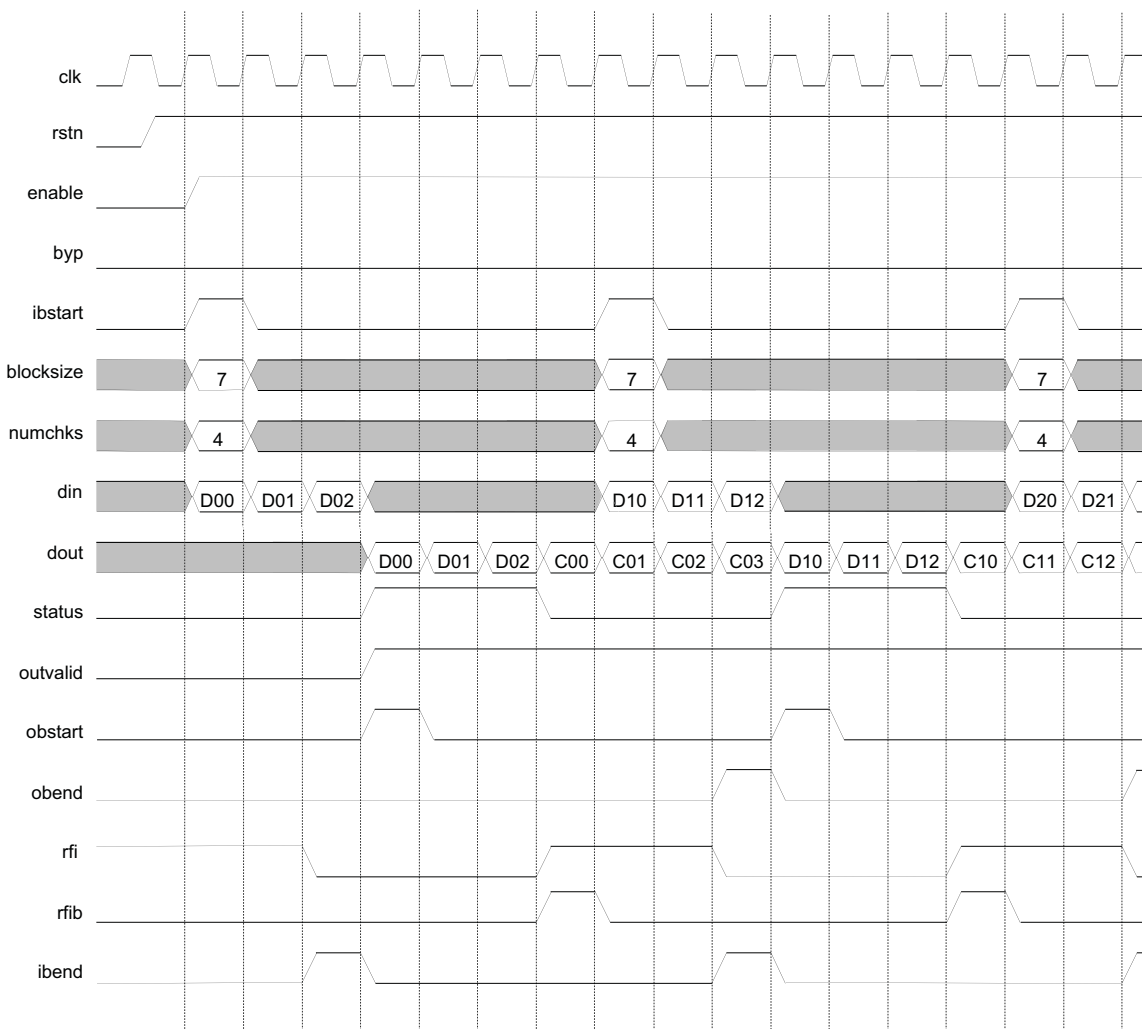 clk
rstn
enable
byp
ibstart
blocksize 7 7 7
numchks 4 4 4
din D00 D01 D02 D10 D11 D12 D20 D21
dout D00 D01 D02 C00 C01 C02 C03 D10 D11 D12 C10 C11 C12
status
outvalid
obstart
obend
rfi
rfib
ibend